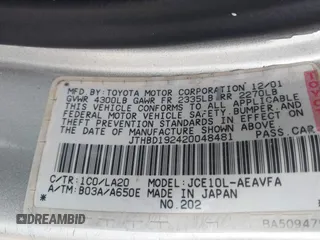 MFD. BY: TOYOTA MOTOR CORPORATION 12/01
GVWR 4300LB GAWR FR 2335LB RR 2270LB
THIS VEHICLE CONFORMS TO ALL APPLICABLE
FEDERAL MOTOR VEHICLE SAFETY, BUMPER, AND
THEFT PREVENTION STANDARDS IN EFFECT ON
THE DATE OF MANUFACTURE SHOWN ABOVE.
JTHBD192420048481 PASS. CAR
C/TR: 1C0/LA20 MODEL: JCE10L-AEAVFA
A/TM: B03A/A650E MADE IN JAPAN
NO. 202
TOYOTA